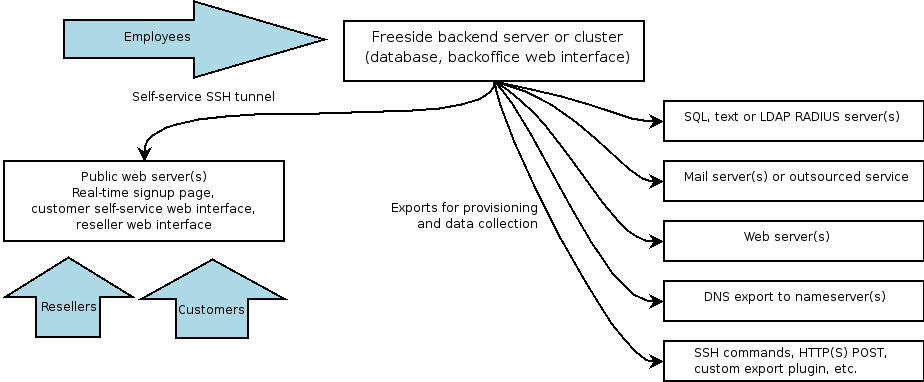 Employees
Freeside backend server or cluster
(database, backoffice web interface)
Self-service SSH tunnel
SQL, text or LDAP RADIUS server(s)
Public web server(s)
Real-time signup page,
customer self-service web interface,
reseller web interface
Mail server(s) or outsourced service
Exports for provisioning
and data collection
Web server(s)
Resellers
Customers
DNS export to nameserver(s)
SSH commands, HTTP(S) POST,
custom export plugin, etc.